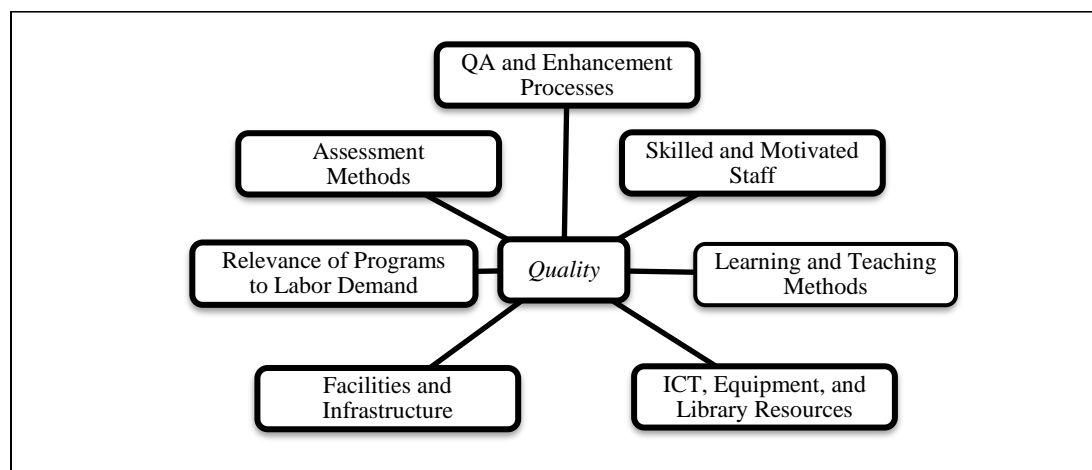 QA and Enhancement
Processes
Assessment
Methods
Skilled and Motivated
Staff
Relevance of Programs
to Labor Demand
Quality
Learning and Teaching
Methods
Facilities and
Infrastructure
ICT, Equipment, and
Library Resources